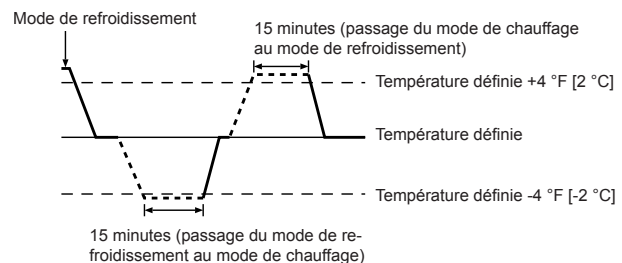 Mode de refroidissement
15 minutes (passage du mode de chauffage
au mode de refroidissement)
Température définie +4 °F [2 °C]
Température définie
Température définie -4 °F [-2 °C]
15 minutes (passage du mode de re-
froidissement au mode de chauffage)